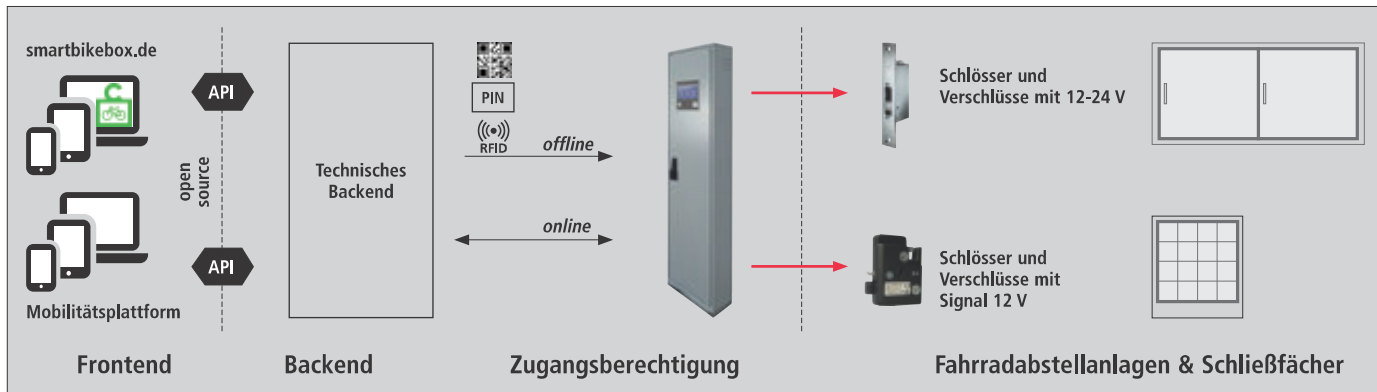 smartbikebox.de
API
open
source
API
Mobilitätsplattform
Technisches
Backend
PIN
RFID
offline
online
Schlösser und
Verschlüsse mit 12-24 V
Schlösser und
Verschlüsse mit
Signal 12 V
Frontend
Backend
Zugangsberechtigung
Fahrradabstellanlagen & Schließfächer